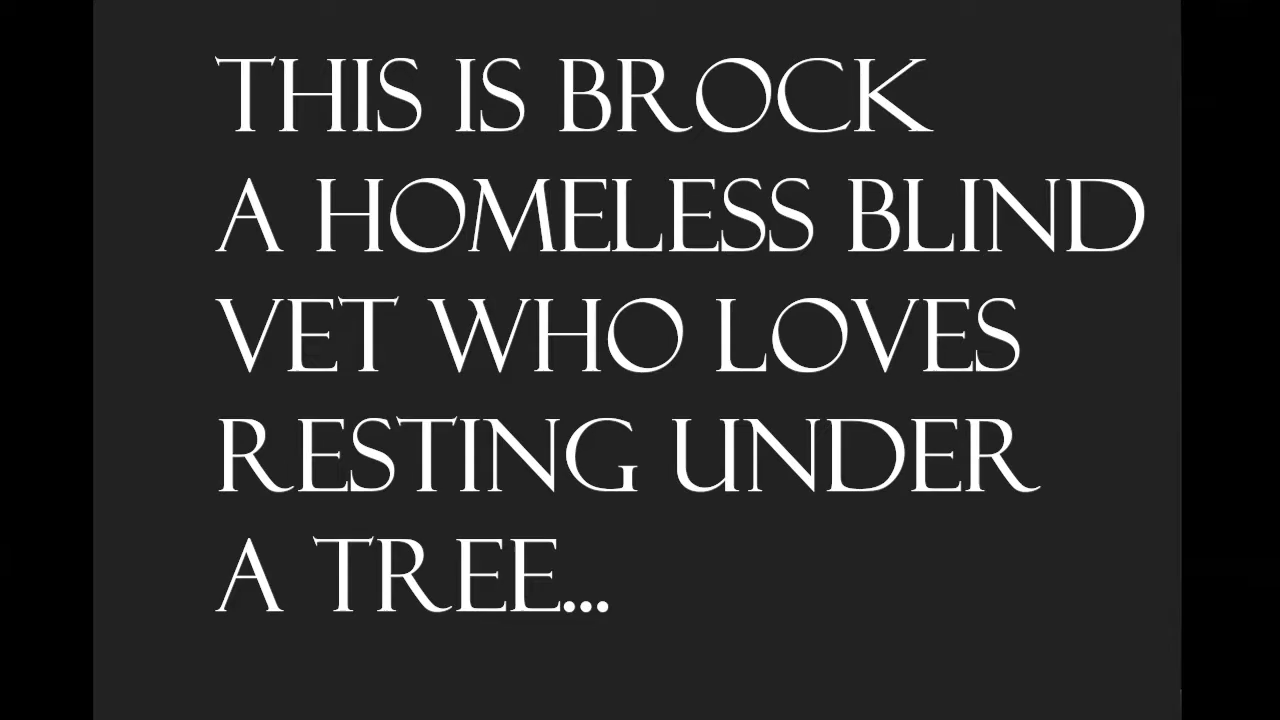 THIS IS BROCK
A HOMELESS BLIND
VET WHO LOVES
RESTING UNDER
A TREE...